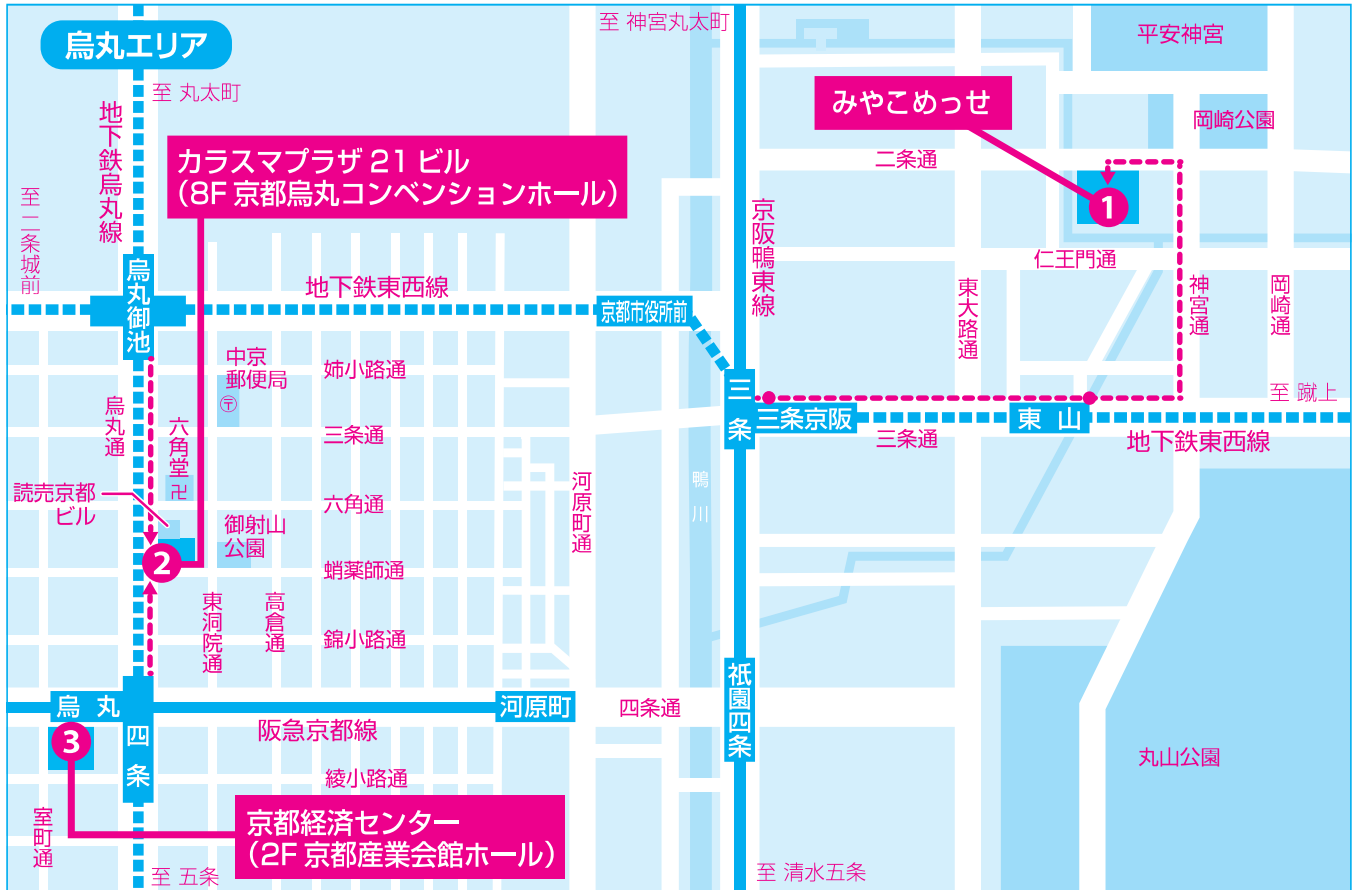 烏丸エリア
至 神宮丸太町
平安神宮
至 丸太町
みやこめっせ
岡崎公園
地下鉄烏丸線
カラスマプラザ 21 ビル
（8F 京都烏丸コンベンションホール）
二条通
至 二条城前
京阪鴨東線
1
仁王門通
烏丸御池
地下鉄東西線
京都市役所前
東大路通
神宮通
岡崎通
中京
郵便局
〒
姉小路通
三条
至 蹴上
烏丸通
六角堂
卍
三条通
三条京阪
三条通
東山
地下鉄東西線
読売京都
ビル
六角通
河原町通
鴨川
御射山
公園
2
蛸薬師通
東洞院通
高倉通
錦小路通
烏丸
河原町
四条通
祇園四条
四条
3
阪急京都線
丸山公園
綾小路通
室町通
京都経済センター
（2F 京都産業会館ホール）
至 五条
至 清水五条